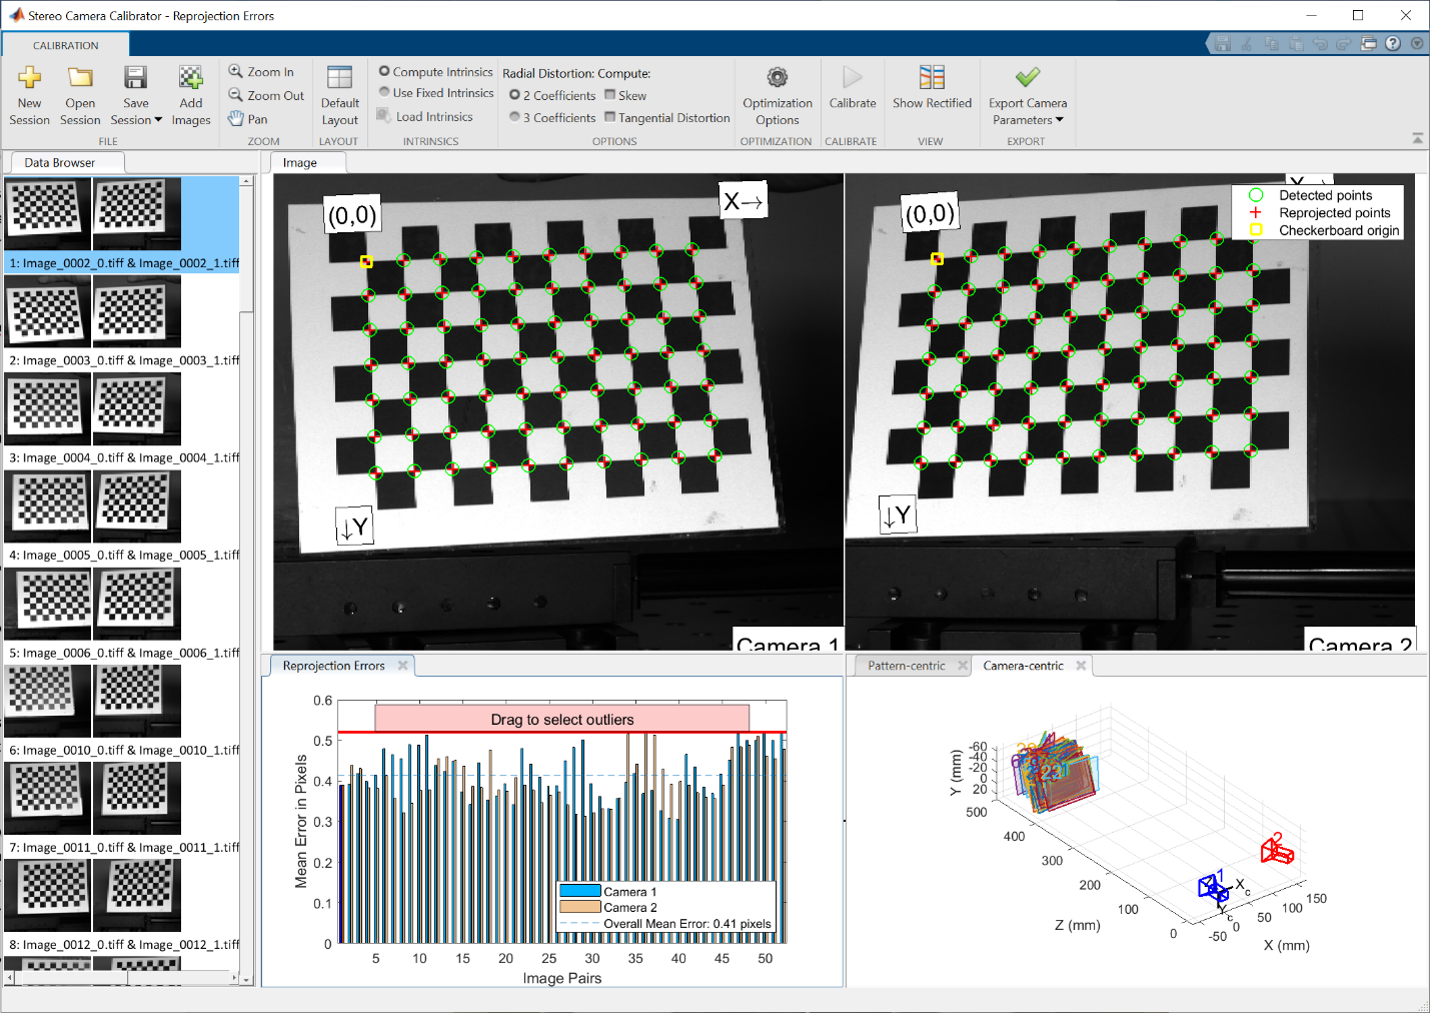 Stereo Camera Calibrator - Reprojection Errors
CALIBRATION
New Session
Open Session
Save Session
Add Images
FILE
Zoom In
Zoom Out
Pan
ZOOM
Default Layout
LAYOUT
Compute Intrinsics
Use Fixed Intrinsics
Load Intrinsics
INTRINSICS
Radial Distortion: Compute:
2 Coefficients
Skew
3 Coefficients
Tangential Distortion
OPTIONS
Optimization Options
OPTIMIZATION
Calibrate
CALIBRATE
Show Rectified
VIEW
Export Camera Parameters
EXPORT
Data Browser
1: Image_0002_0.tiff & Image_0002_1.tiff
2: Image_0003_0.tiff & Image_0003_1.tiff
3: Image_0004_0.tiff & Image_0004_1.tiff
4: Image_0005_0.tiff & Image_0005_1.tiff
5: Image_0006_0.tiff & Image_0006_1.tiff
6: Image_0010_0.tiff & Image_0010_1.tiff
7: Image_0011_0.tiff & Image_0011_1.tiff
8: Image_0012_0.tiff & Image_0012_1.tiff
Image
(0,0)
X→
↓Y
Camera 1
(0,0)
↓Y
Camera 2
Detected points
Reprojected points
Checkerboard origin
Reprojection Errors
Drag to select outliers
Mean Error in Pixels
0.6
0.5
0.4
0.3
0.2
0.1
0
Camera 1
Camera 2
Overall Mean Error: 0.41 pixels
5 10 15 20 25 30 35 40 45 50
Image Pairs
Pattern-centric
Camera-centric
Y (mm)
-60
-40
-20
0
20
500
400
300
200
100
0
Z (mm)
1
2
Xc
Yc
-50 0 50 100 150
X (mm)